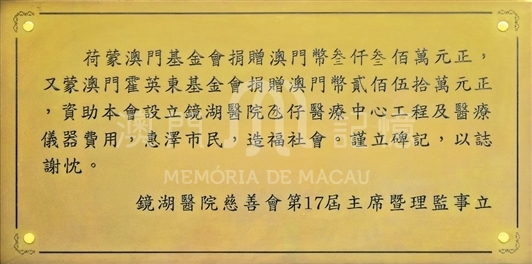 荷蒙澳門基金會捐贈澳門幣叁仟叁佰萬元正，
又蒙澳門霍英東基金會捐贈澳門幣貳佰伍拾萬元正
，資助本會設立鏡湖醫院氹仔醫療中心工程及醫療
儀器費用，惠澤市民，造福社會。謹立碑記，以誌
謝忱。
鏡湖醫院慈善會第17屆主席暨理監事立
澳門記憶
MEMÓRIA DE MACAU